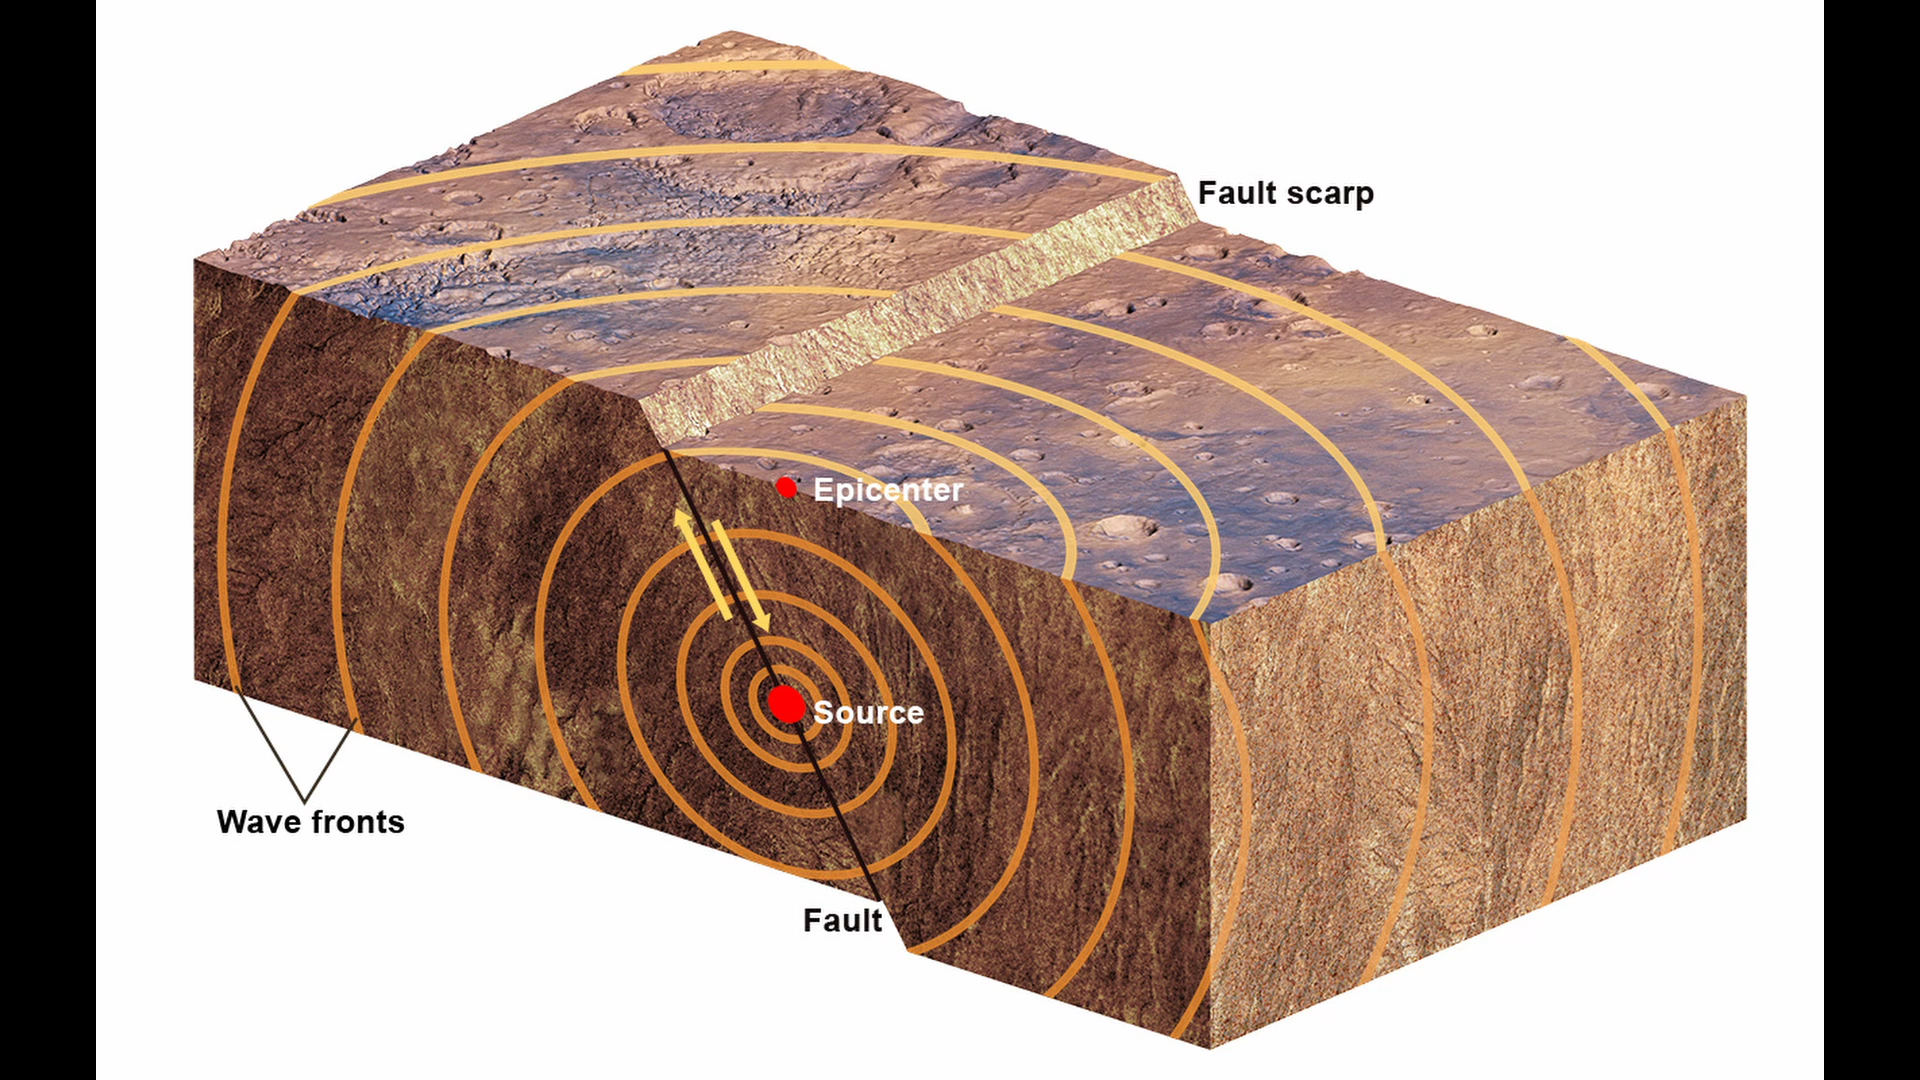 Fault scarp
Epicenter
Source
Wave fronts
Fault